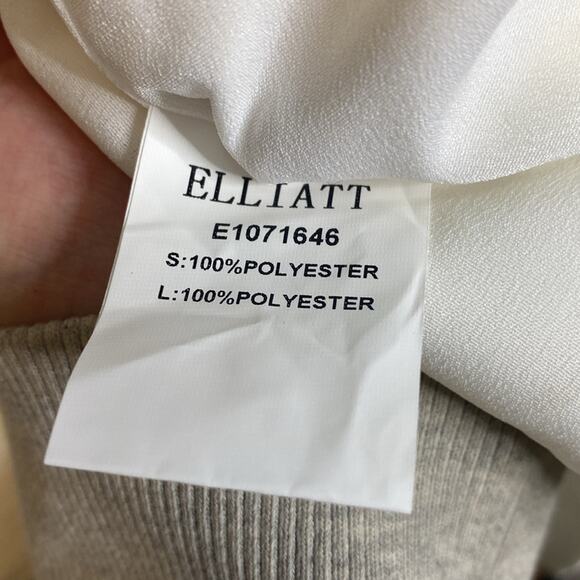 ELLIATT
E1071646
S:100%POLYESTER
L:100%POLYESTER